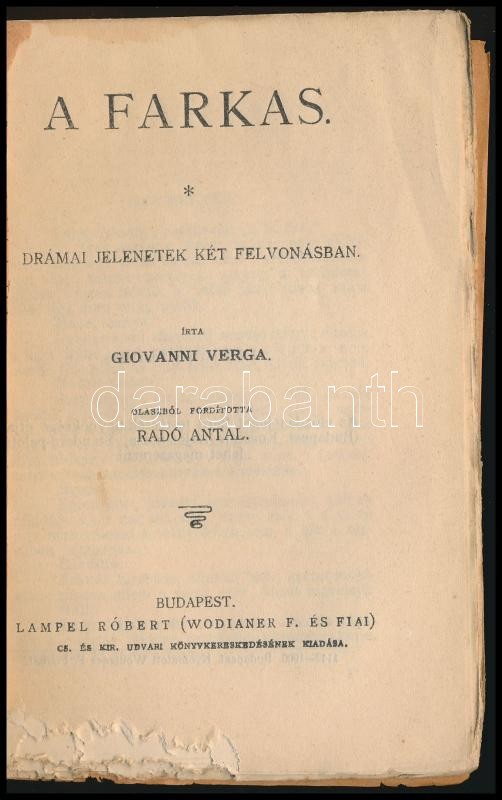 A FARKAS.
*
DRÁMAI JELENETEK KÉT FELVONÁSBAN.
ÍRTA
GIOVANNI VERGA.
darabanth
OLASZBÓL FORDÍTOTTA
RADÓ ANTAL.
BUDAPEST.
LAMPEL RÓBERT (WODIANER F. ÉS FIAI)
CS. ÉS KIR. UDVARI KÖNYVKERESKEDÉSÉNEK KIADÁSA.